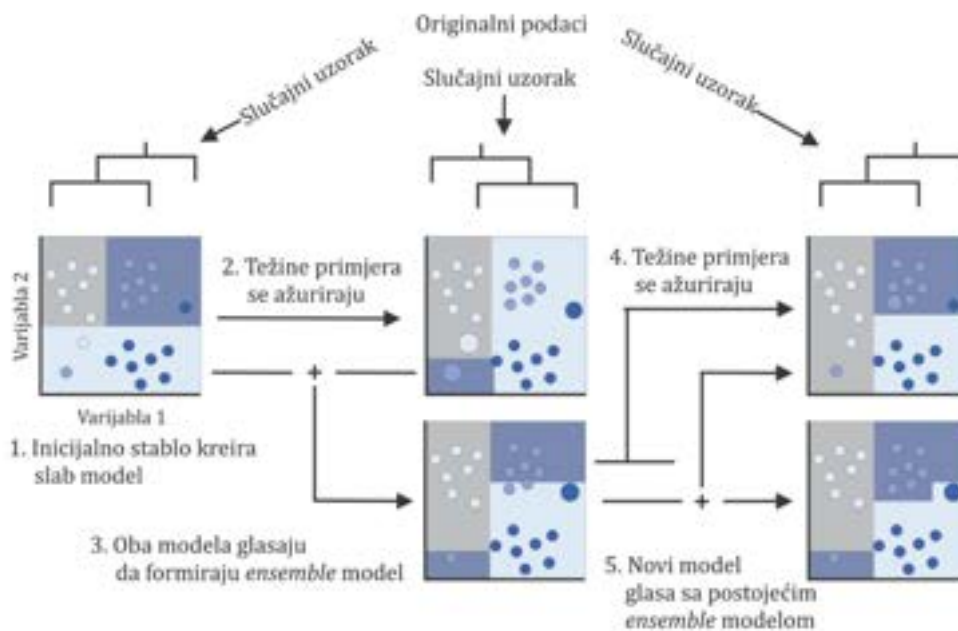 Originalni podaci
Slučajni uzorak
Slučajni uzorak
Slučajni uzorak
Varijabla 2
Varijabla 1
1. Inicijalno stablo kreira
slab model
2. Težine primjera
se ažuriraju
+
3. Oba modela glasaju
da formiraju ensemble model
4. Težine primjera
se ažuriraju
+
5. Novi model
glasa sa postojećim
ensemble modelom